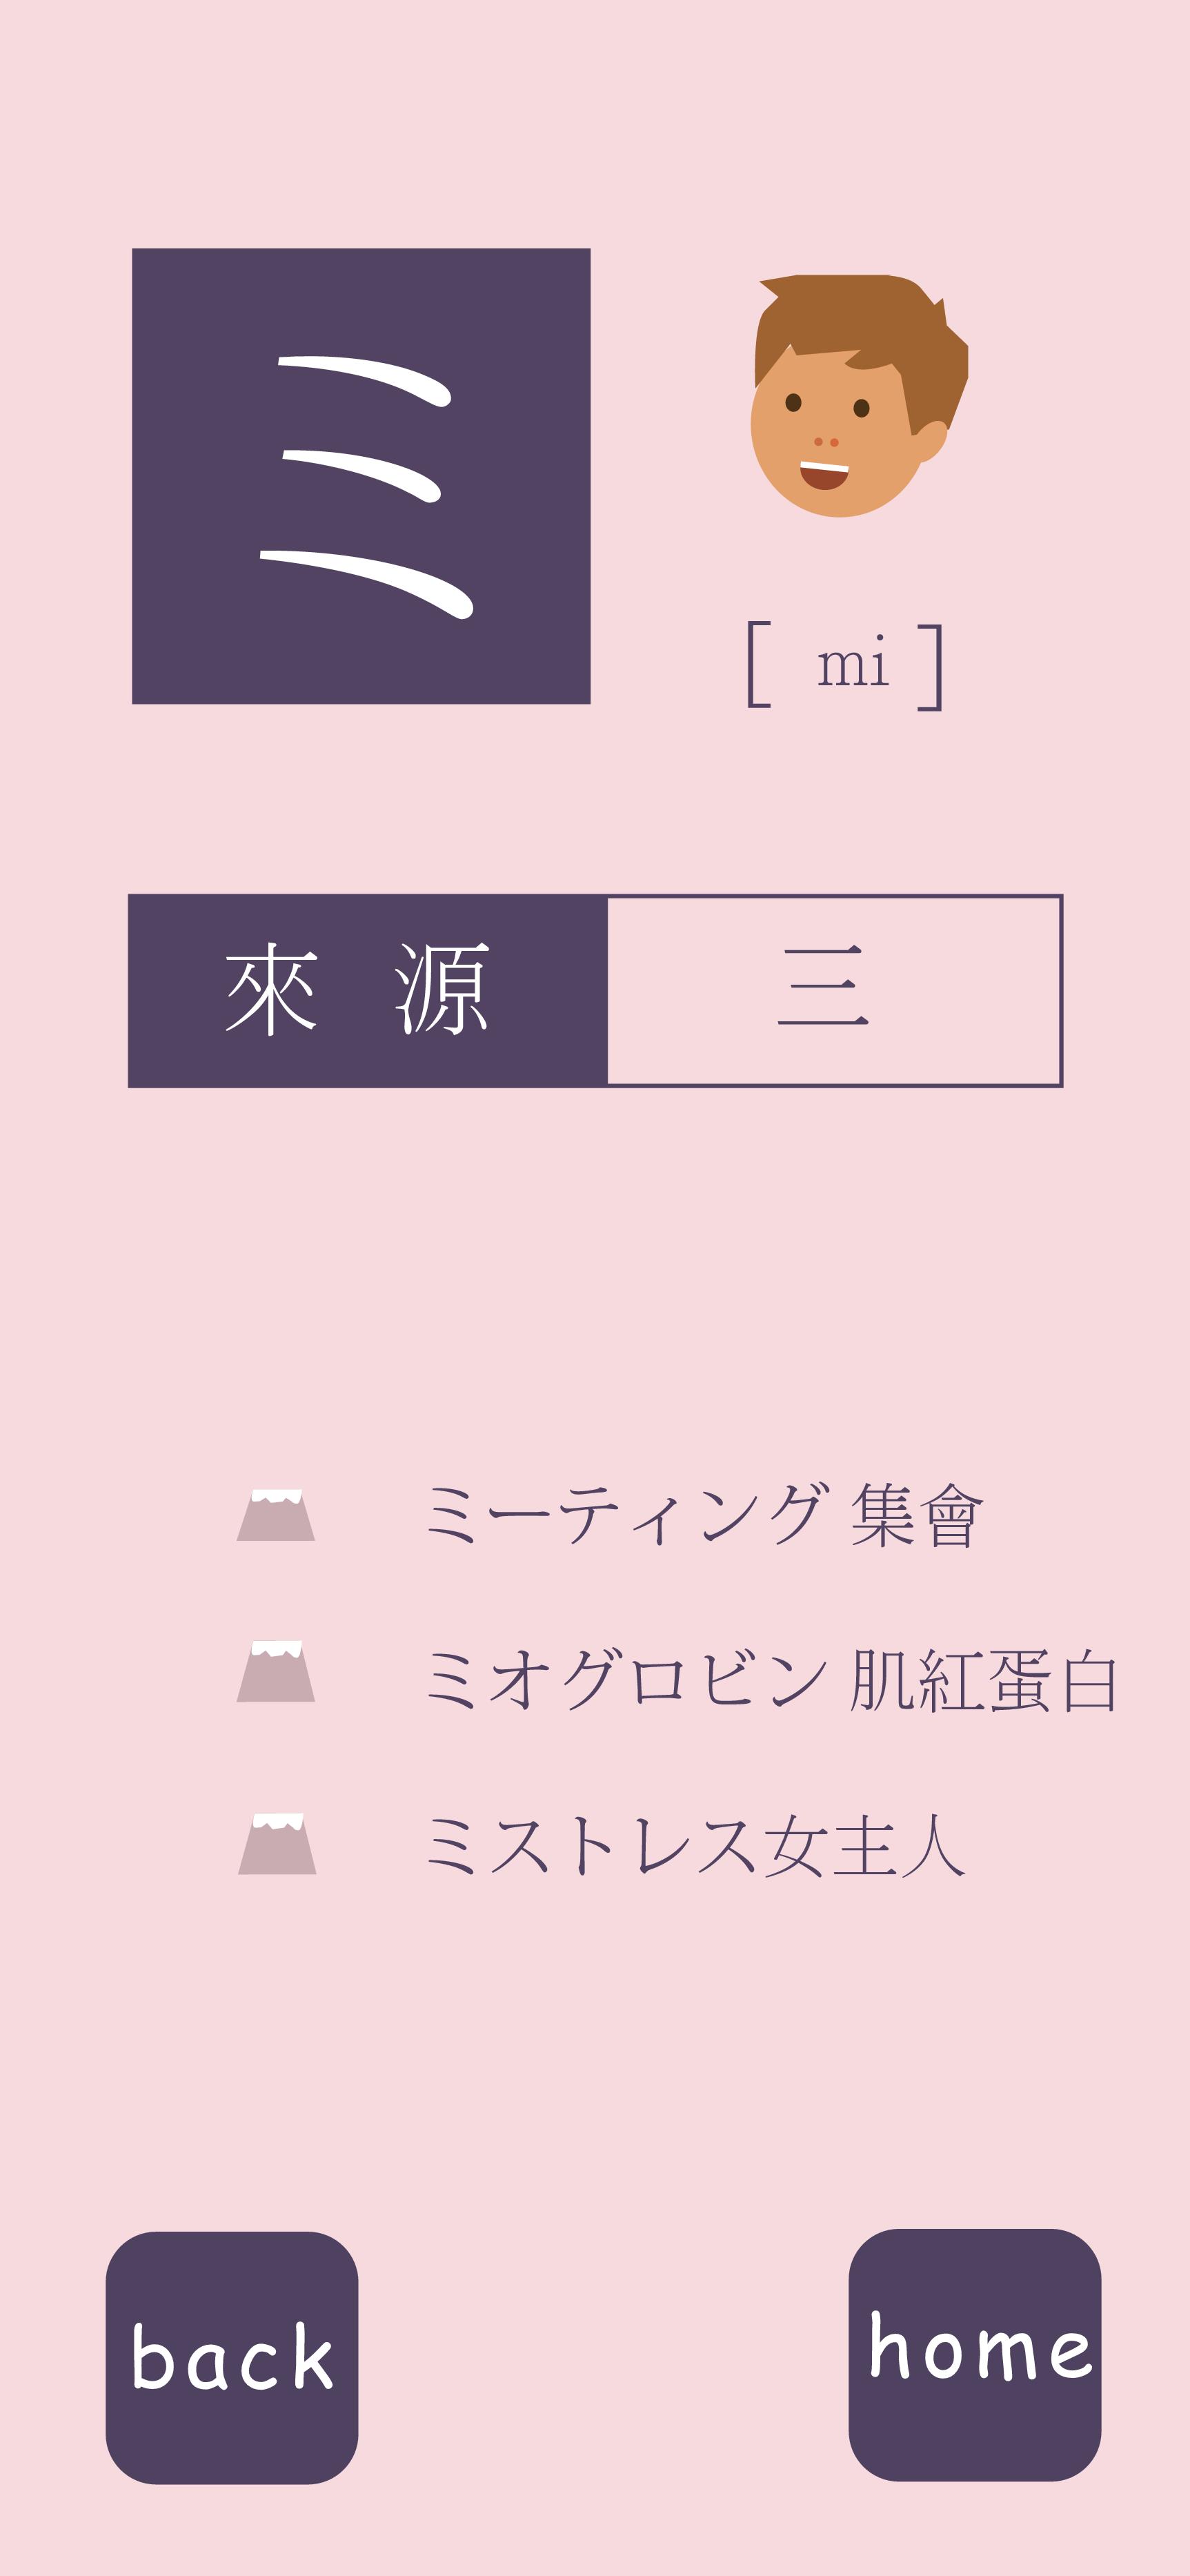 ミ
[ mi ]
來 源 三
ミーティング 集會
ミオグロビン 肌紅蛋白
ミストレス女主人
back
home